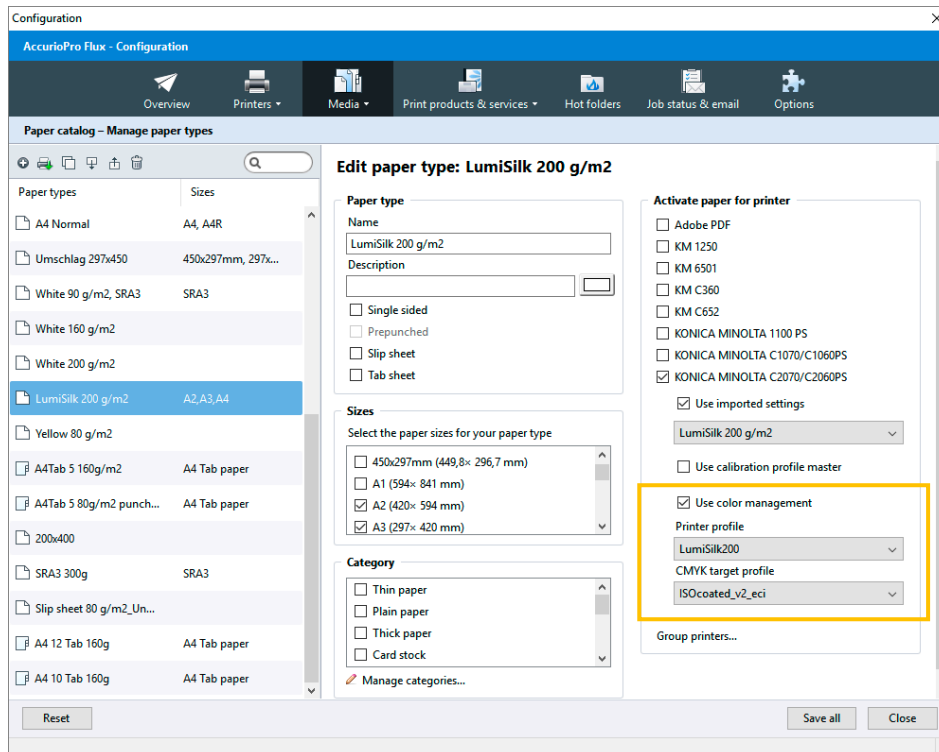 Configuration
AccurioPro Flux - Configuration
Overview
Printers
Media
Print products & services
Hot folders
Job status & email
Options
Paper catalog – Manage paper types
Paper types Sizes
A4 Normal A4, A4R
Umschlag 297x450 450x297mm, 297x...
White 90 g/m2, SRA3 SRA3
White 160 g/m2
White 200 g/m2
LumiSilk 200 g/m2 A2,A3,A4
Yellow 80 g/m2
A4Tab 5 160g/m2 A4 Tab paper
A4Tab 5 80g/m2 punch... A4 Tab paper
200x400
SRA3 300g SRA3
Slip sheet 80 g/m2_Un...
A4 12 Tab 160g A4 Tab paper
A4 10 Tab 160g A4 Tab paper
Edit paper type: LumiSilk 200 g/m2
Paper type
Name
LumiSilk 200 g/m2
Description
Single sided
Prepunched
Slip sheet
Tab sheet
Sizes
Select the paper sizes for your paper type
450x297mm (449,8× 296,7 mm)
A1 (594× 841 mm)
A2 (420× 594 mm)
A3 (297× 420 mm)
Category
Thin paper
Plain paper
Thick paper
Card stock
Manage categories...
Activate paper for printer
Adobe PDF
KM 1250
KM 6501
KM C360
KM C652
KONICA MINOLTA 1100 PS
KONICA MINOLTA C1070/C1060PS
KONICA MINOLTA C2070/C2060PS
Use imported settings
LumiSilk 200 g/m2
Use calibration profile master
Use color management
Printer profile
LumiSilk200
CMYK target profile
ISOcoated_v2_eci
Group printers...
Reset
Save all
Close